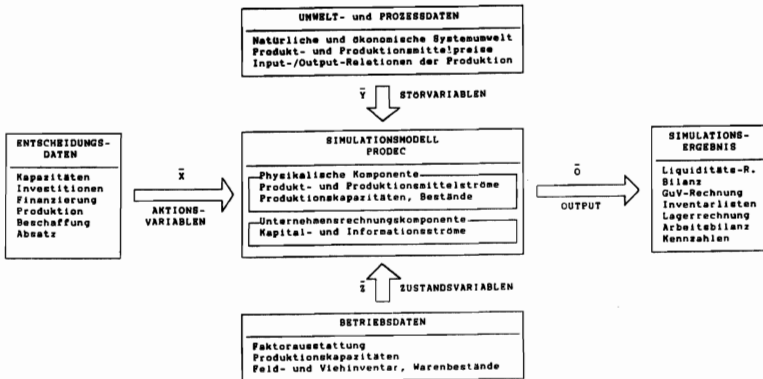 UMWELT- und PROZESSDATEN
Natürliche und ökonomische Systemumwelt
Produkt- und Produktionsmittelpreise
Input-/Output-Relationen der Produktion
Y̅ STÖRVARIABLEN
ENTSCHEIDUNGS-
DATEN
Kapazitäten
Investitionen
Finanzierung
Produktion
Beschaffung
Absatz
X̅
AKTIONS-
VARIABLEN
SIMULATIONSMODELL
PRODEC
Physikalische Komponente
Produkt- und Produktionsmittelströme
Produktionskapazitäten, Bestände
Unternehmensrechnungskomponente
Kapital- und Informationsströme
O̅
OUTPUT
SIMULATIONS-
ERGEBNIS
Liquiditäts-R.
Bilanz
GuV-Rechnung
Inventarlisten
Lagerrechnung
Arbeitsbilanz
Kennzahlen
Z̅ ZUSTANDSVARIABLEN
BETRIEBSDATEN
Faktorausstattung
Produktionskapazitäten
Feld- und Viehinventar, Warenbestände